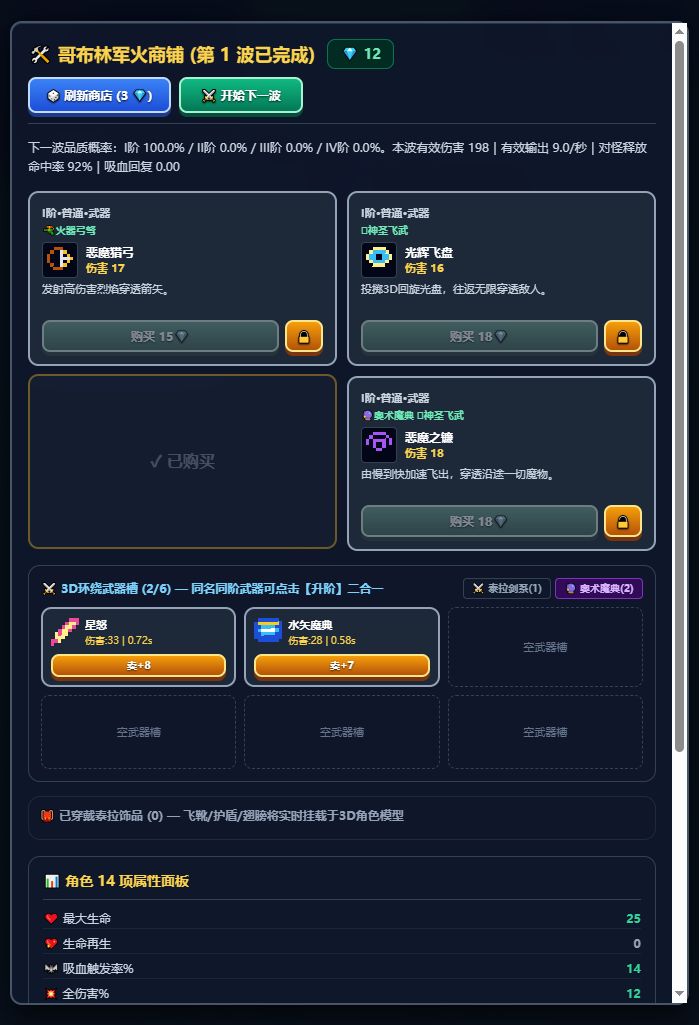 哥布林军火商铺 (第 1 波已完成) 12
刷新商店 (3 💎) 开始下一波
下一波品质概率：I阶 100.0% / II阶 0.0% / III阶 0.0% / IV阶 0.0%。本波有效伤害 198 | 有效输出 9.0/秒 | 对怪释放
命中率 92% | 吸血回复 0.00
I阶·普通·武器
火器弓弩
恶魔猎弓
伤害 17
发射高伤害烈焰穿透箭矢。
购买 15
I阶·普通·武器
神圣飞武
光辉飞盘
伤害 16
投掷3D回旋光盘，往返无限穿透敌人。
购买 18
✓ 已购买
I阶·普通·武器
奥术魔典 神圣飞武
恶魔之镰
伤害 18
由慢到快加速飞出，穿透沿途一切魔物。
购买 18
3D环绕武器槽 (2/6) — 同名同阶武器可点击【升阶】二合一 泰拉剑系(1) 奥术魔典(2)
星怒
伤害:33 | 0.72s
卖+8
水矢魔典
伤害:28 | 0.58s
卖+7
空武器槽
空武器槽 空武器槽 空武器槽
已穿戴泰拉饰品 (0) — 飞靴/护盾/翅膀将实时挂载于3D角色模型
角色 14 项属性面板
最大生命 25
生命再生 0
吸血触发率% 14
全伤害% 12